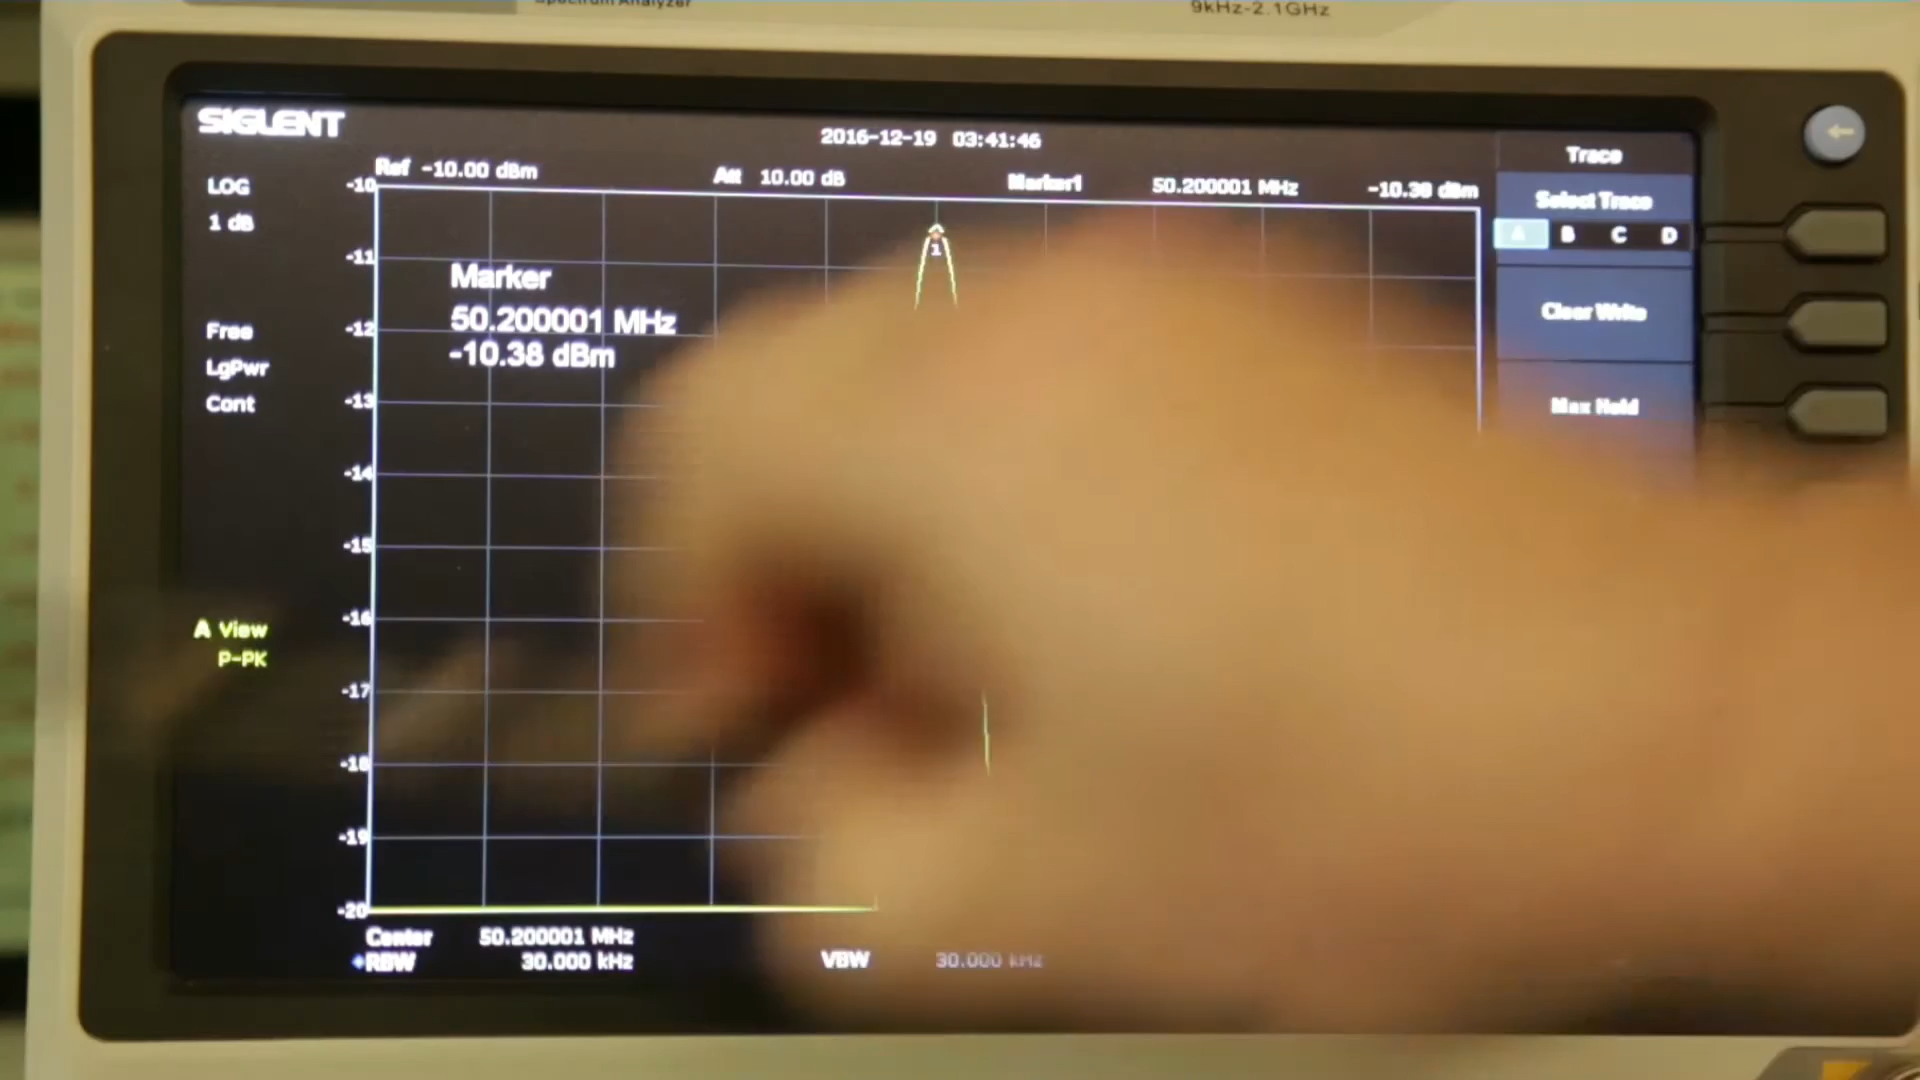 Spectrum Analyzer 9kHz-2.1GHz
SIGLENT
2016-12-19 03:41:46
Ref -10.00 dBm Att 10.00 dB Marker1 50.200001 MHz -10.38 dBm
LOG
1 dB
Free
LgPwr
Cont
A View
P-PK
-10
-11
-12
-13
-14
-15
-16
-17
-18
-19
-20
1
Marker
50.200001 MHz
-10.38 dBm
Center 50.200001 MHz
RBW 30.000 kHz VBW 30.000 kHz
Trace
Select Trace
A B C D
Clear Write
Max Hold